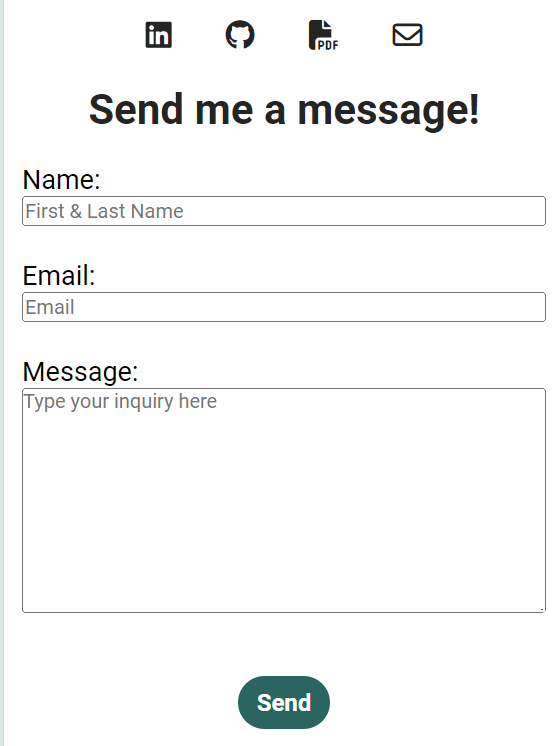 in
PDF
Send me a message!
Name:
First & Last Name
Email:
Email
Message:
Type your inquiry here
Send